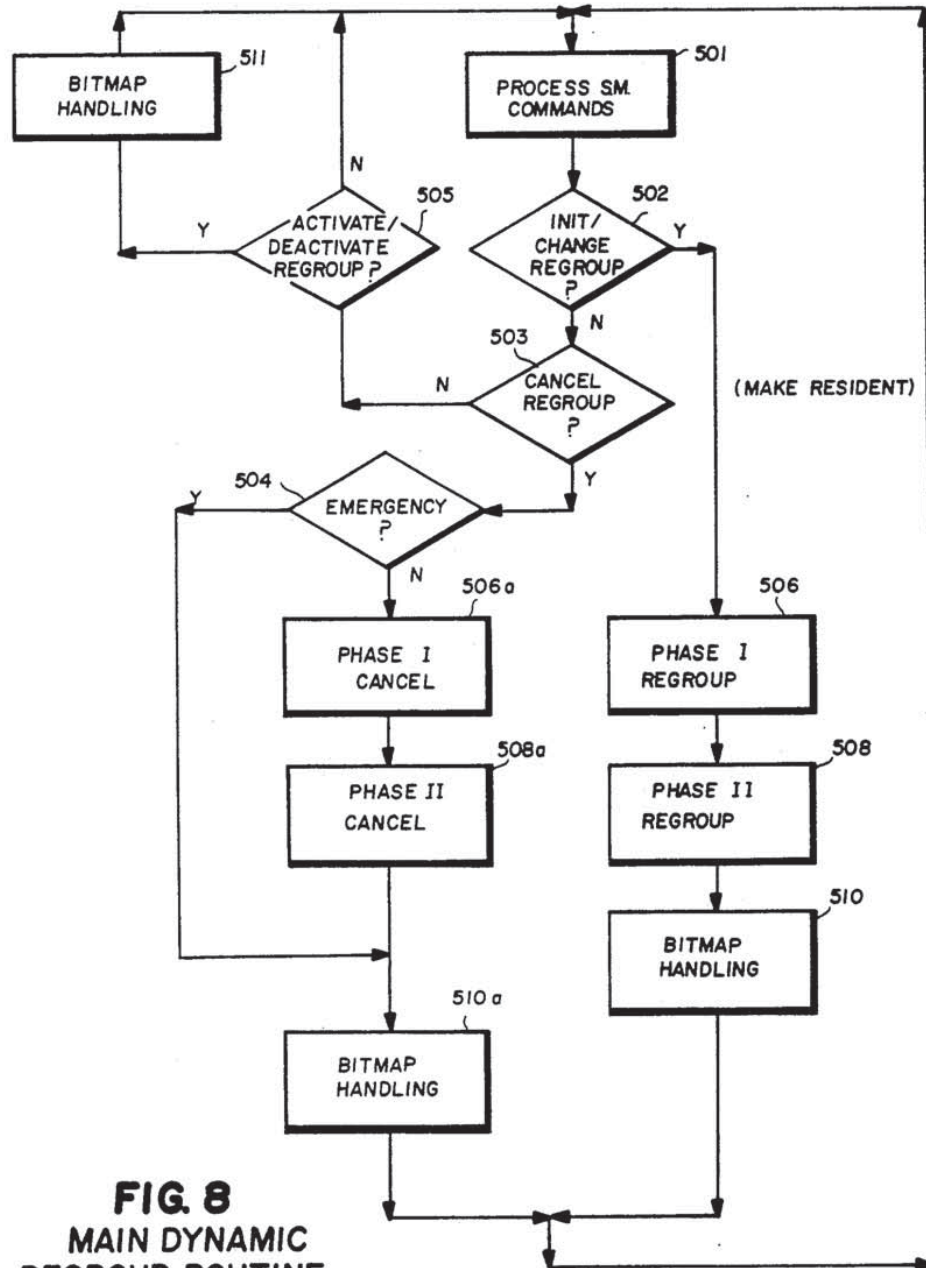 511
BITMAP
HANDLING
501
PROCESS S.M.
COMMANDS
N
505
ACTIVATE/
DEACTIVATE
REGROUP?
Y
502
INIT/
CHANGE
REGROUP
?
Y
N
503
CANCEL
REGROUP
?
N
Y
(MAKE RESIDENT)
504
EMERGENCY
?
Y
N
506a
PHASE I
CANCEL
506
PHASE I
REGROUP
508a
PHASE II
CANCEL
508
PHASE II
REGROUP
510
BITMAP
HANDLING
510a
BITMAP
HANDLING
FIG. 8
MAIN DYNAMIC
REGROUP ROUTINE